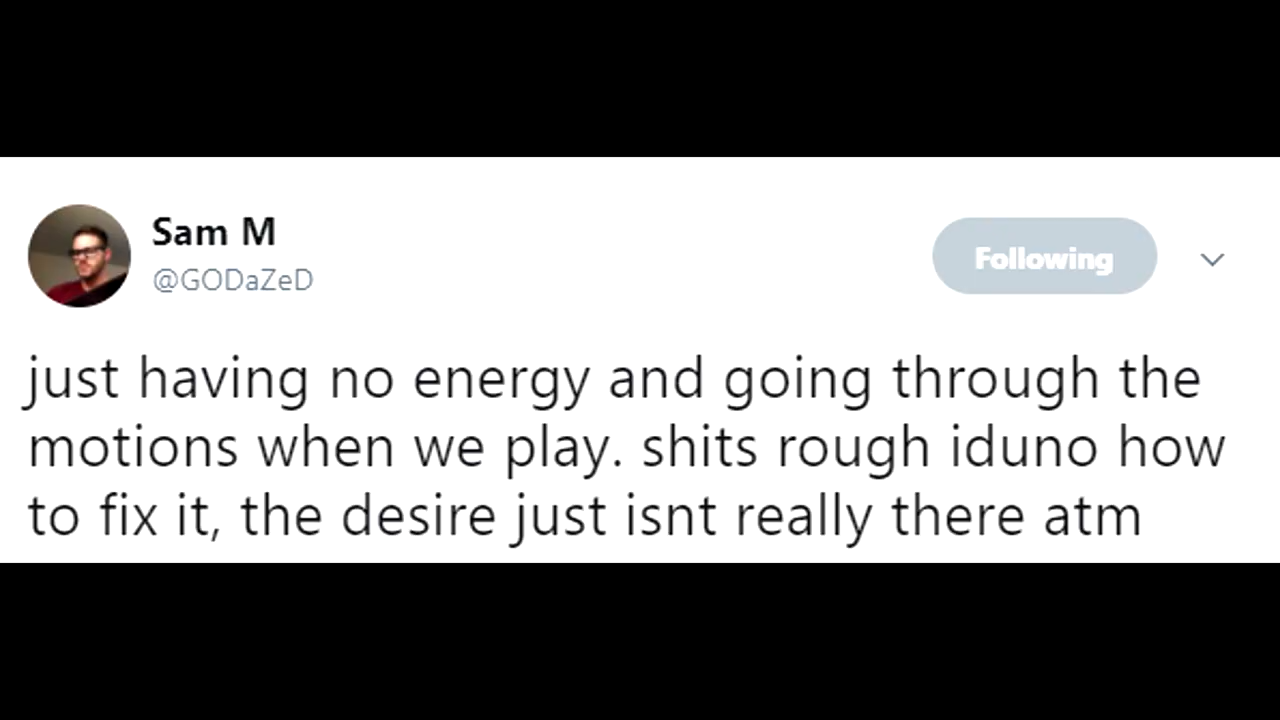 Sam M
@GODaZeD
Following
just having no energy and going through the
motions when we play. shits rough iduno how
to fix it, the desire just isnt really there atm